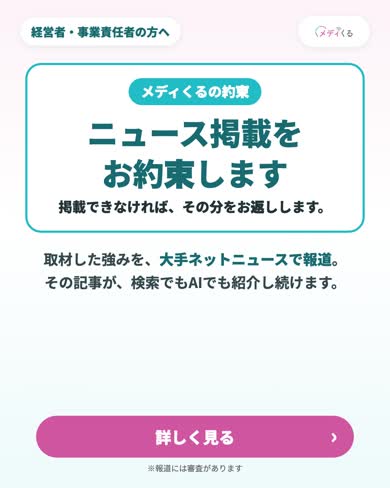 経営者・事業責任者の方へ
メディくる
メディくるの約束
ニュース掲載を
お約束します
掲載できなければ、その分をお返しします。
取材した強みを、大手ネットニュースで報道。
その記事が、検索でもAIでも紹介し続けます。
詳しく見る ›
※報道には審査があります